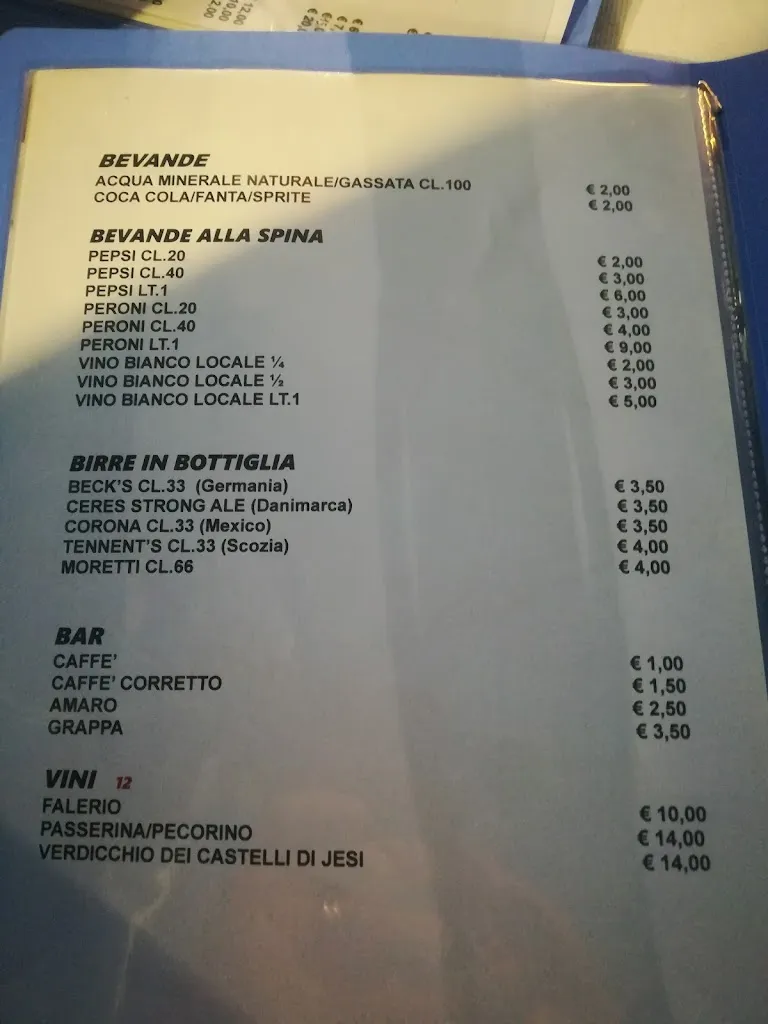 BEVANDE
ACQUA MINERALE NATURALE/GASSATA CL.100 € 2,00
COCA COLA/FANTA/SPRITE € 2,00
BEVANDE ALLA SPINA
PEPSI CL.20 € 2,00
PEPSI CL.40 € 3,00
PEPSI LT.1 € 6,00
PERONI CL.20 € 3,00
PERONI CL.40 € 4,00
PERONI LT.1 € 9,00
VINO BIANCO LOCALE ¼ € 2,00
VINO BIANCO LOCALE ½ € 3,00
VINO BIANCO LOCALE LT.1 € 5,00
BIRRE IN BOTTIGLIA
BECK'S CL.33 (Germania) € 3,50
CERES STRONG ALE (Danimarca) € 3,50
CORONA CL.33 (Mexico) € 3,50
TENNENT'S CL.33 (Scozia) € 4,00
MORETTI CL.66 € 4,00
BAR
CAFFE' € 1,00
CAFFE' CORRETTO € 1,50
AMARO € 2,50
GRAPPA € 3,50
VINI 12
FALERIO € 10,00
PASSERINA/PECORINO € 14,00
VERDICCHIO DEI CASTELLI DI JESI € 14,00